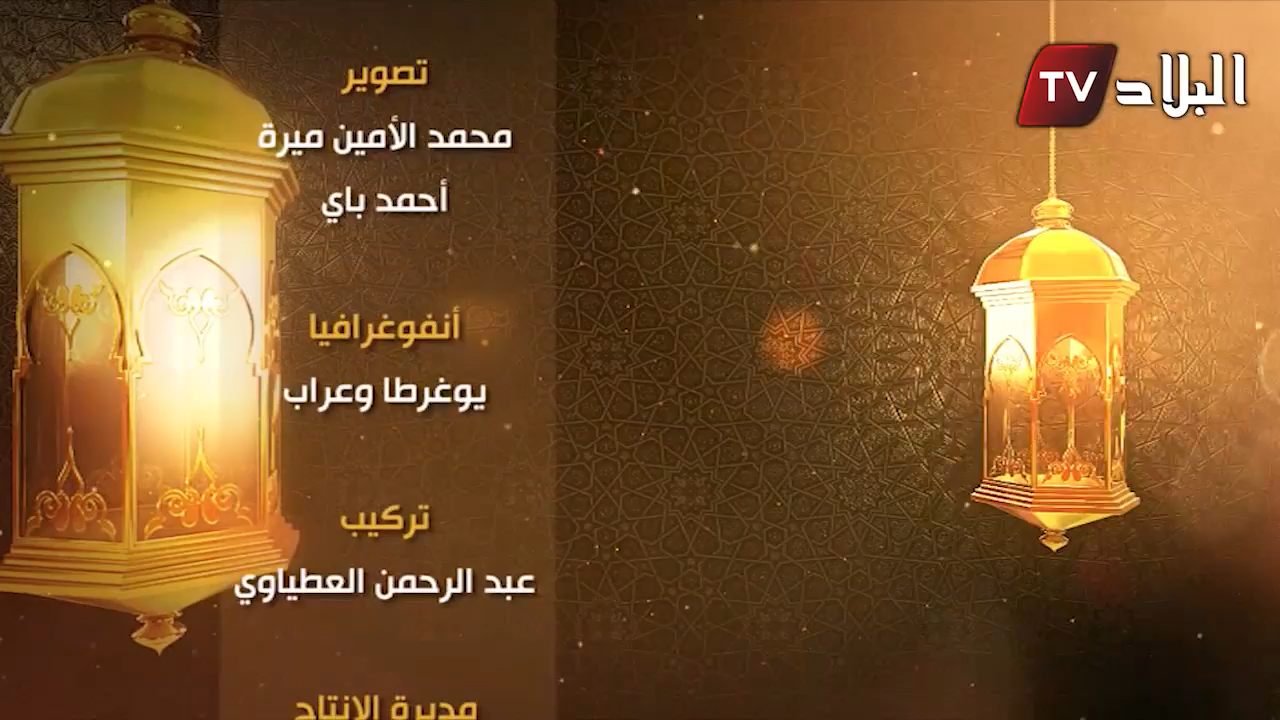 البلاد TV
تصوير
محمد الأمين ميرة
أحمد باي
أنفوغرافيا
يوغرطا وعراب
تركيب
عبد الرحمن العطياوي
مديرة الإنتاج